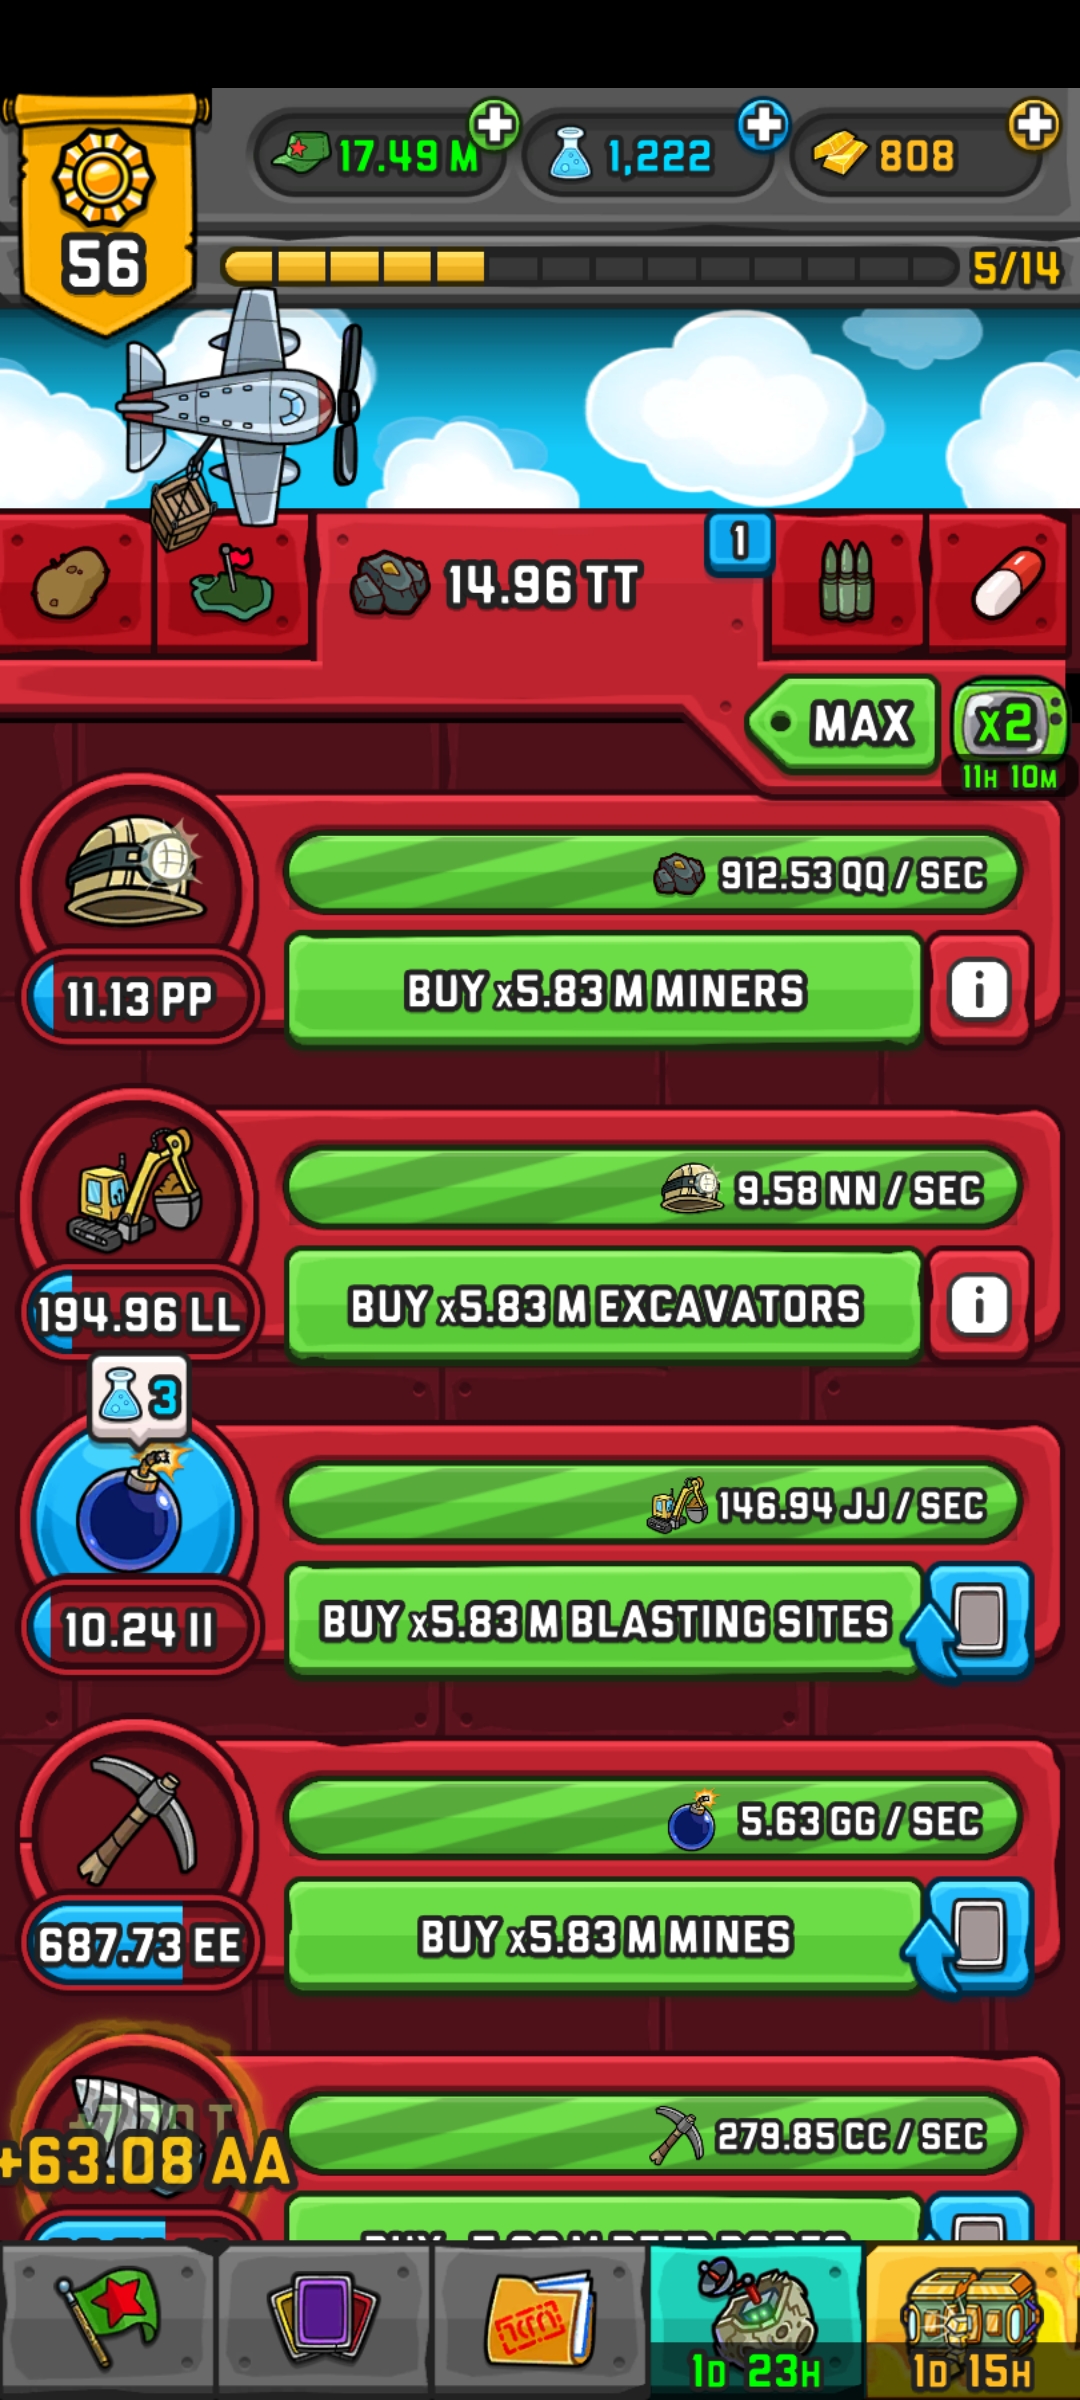 17.49 M
1,222
808
56
5/14
14.96 TT
1
MAX
x2
11H 10M
912.53 QQ / SEC
11.13 PP
BUY x5.83 M MINERS
i
9.58 NN / SEC
194.96 LL
BUY x5.83 M EXCAVATORS
i
3
146.94 JJ / SEC
10.24 II
BUY x5.83 M BLASTING SITES
5.63 GG / SEC
687.73 EE
BUY x5.83 M MINES
279.85 CC / SEC
+63.08 AA
1D 23H
1D 15H